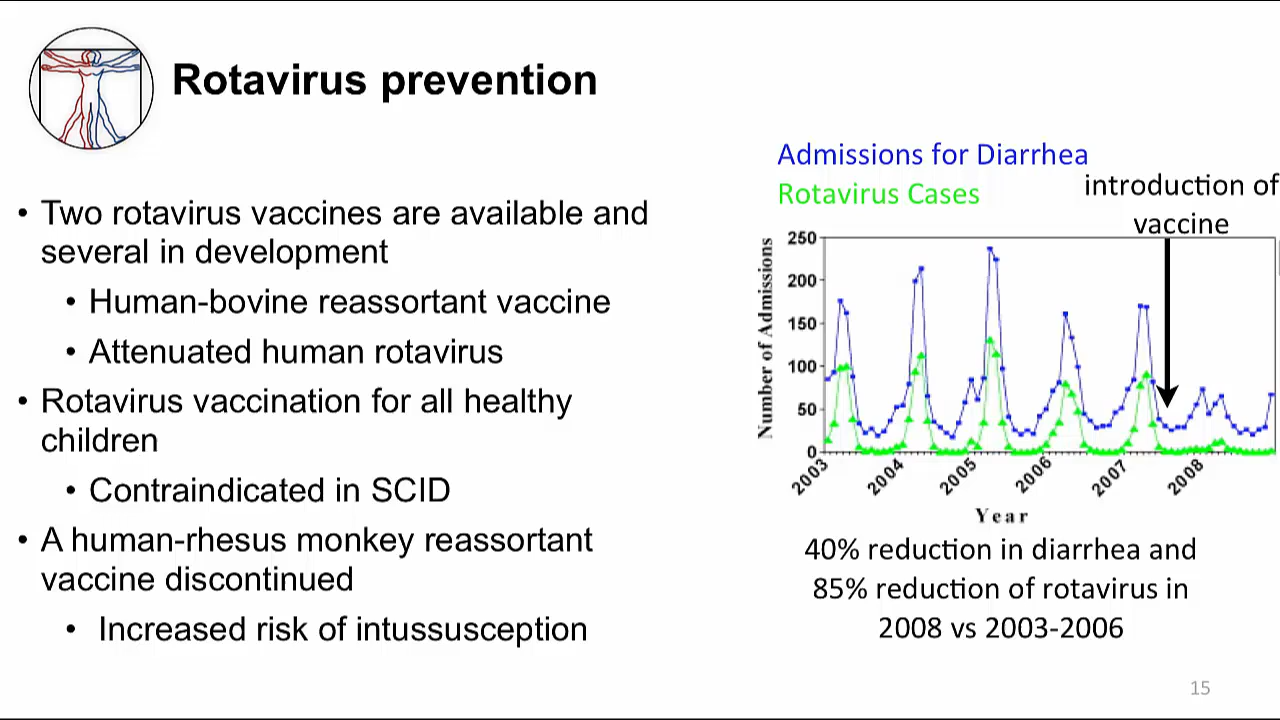 Rotavirus prevention
• Two rotavirus vaccines are available and
several in development
• Human-bovine reassortant vaccine
• Attenuated human rotavirus
• Rotavirus vaccination for all healthy
children
• Contraindicated in SCID
• A human-rhesus monkey reassortant
vaccine discontinued
• Increased risk of intussusception
Admissions for Diarrhea
Rotavirus Cases
introduction of
vaccine
Number of Admissions
250
200
150
100
50
0
2003
2004
2005
2006
2007
2008
Year
40% reduction in diarrhea and
85% reduction of rotavirus in
2008 vs 2003-2006
15